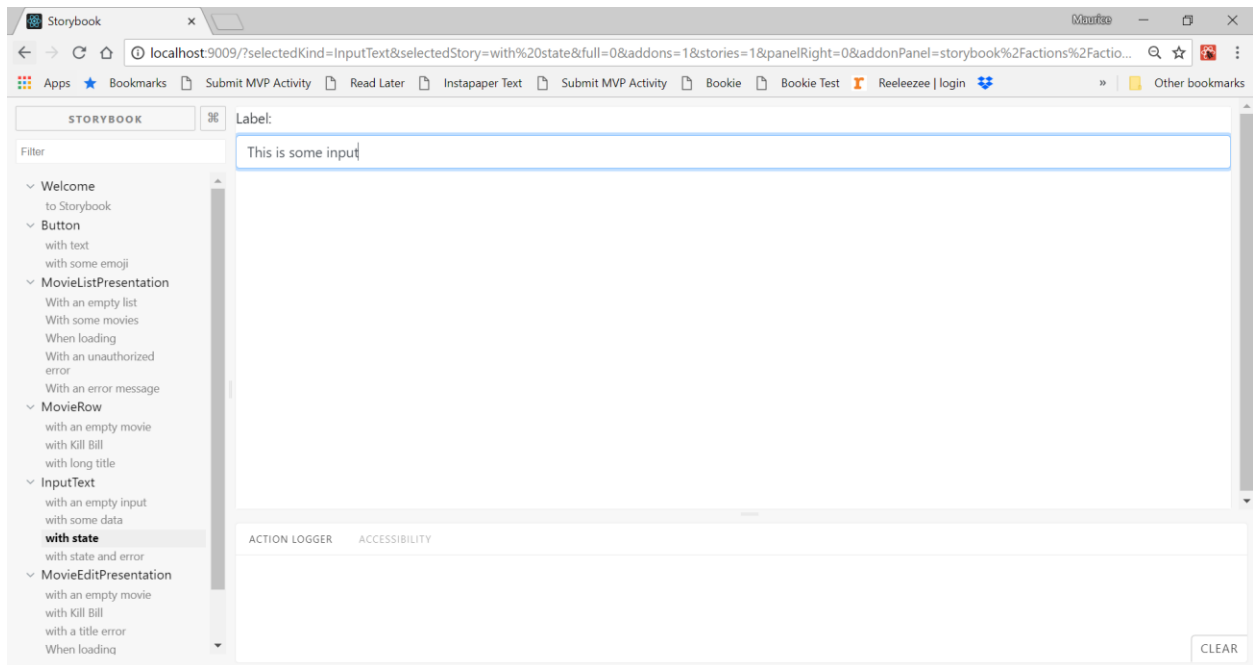 Storybook
Maurice
localhost:9009/?selectedKind=InputText&selectedStory=with%20state&full=0&addons=1&stories=1&panelRight=0&addonPanel=storybook%2Factions%2Factio...
Apps Bookmarks Submit MVP Activity Read Later Instapaper Text Submit MVP Activity Bookie Bookie Test Reeleezee | login » Other bookmarks
STORYBOOK ⌘
Filter
Welcome
to Storybook
Button
with text
with some emoji
MovieListPresentation
With an empty list
With some movies
When loading
With an unauthorized
error
With an error message
MovieRow
with an empty movie
with Kill Bill
with long title
InputText
with an empty input
with some data
with state
with state and error
MovieEditPresentation
with an empty movie
with Kill Bill
with a title error
When loading
Label:
This is some input
ACTION LOGGER ACCESSIBILITY
CLEAR